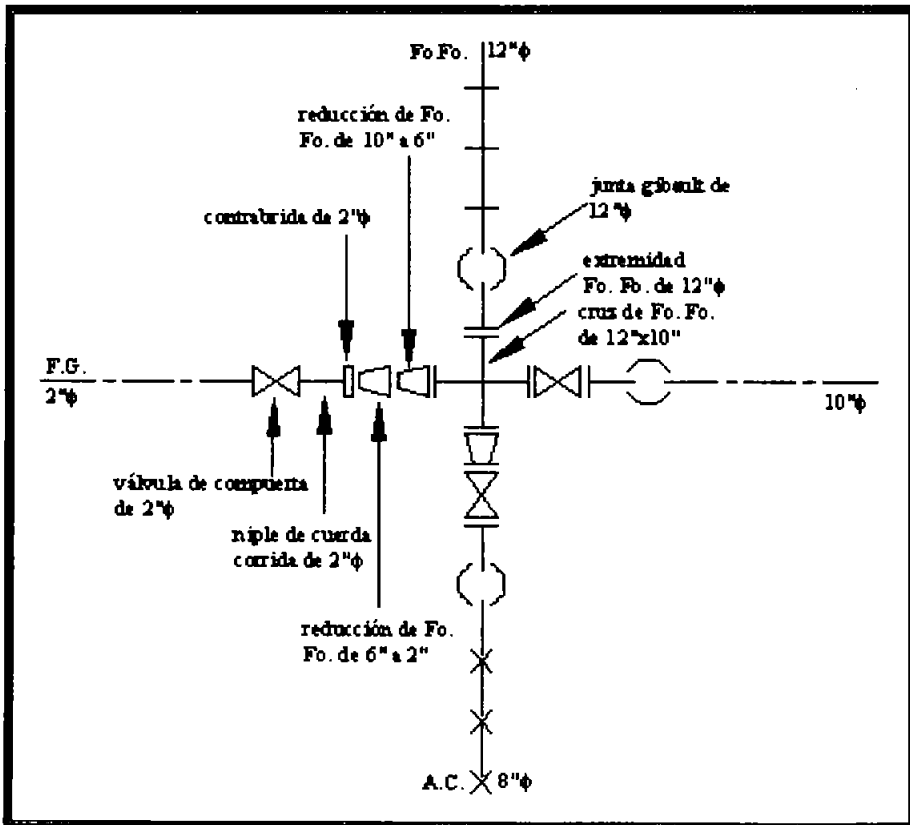 Fo.Fo. 12"ϕ
reducción de Fo.
Fo. de 10" a 6"
junta gibault de
12"ϕ
contrabrida de 2"ϕ
extremidad
Fo. Fo. de 12"ϕ
cruz de Fo. Fo.
de 12"x10"
F.G.
2"ϕ
10"ϕ
válvula de compuerta
de 2"ϕ
niple de cuerda
corrida de 2"ϕ
reducción de Fo.
Fo. de 6" a 2"
A.C. 8"ϕ